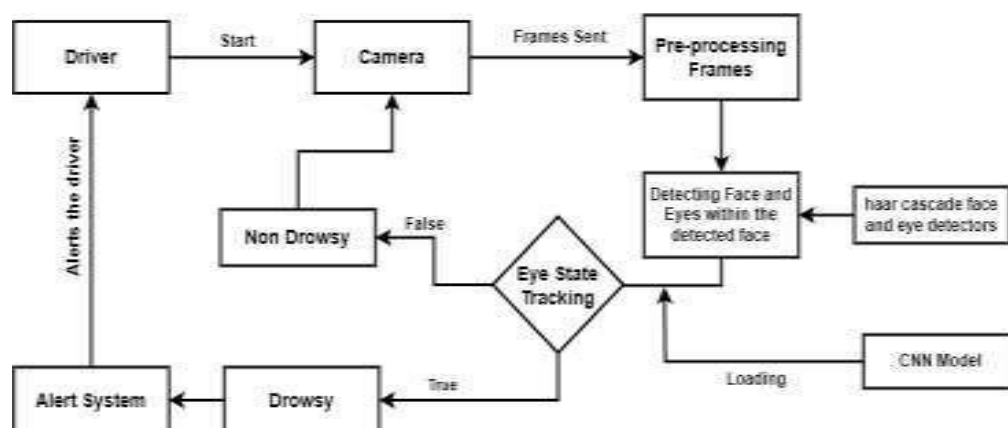 Driver
Start
Camera
Frames Sent
Pre-processing
Frames
Alerts the driver
Non Drowsy
False
Eye State
Tracking
Detecting Face and
Eyes within the
detected face
haar cascade face
and eye detectors
Alert System
Drowsy
True
Loading
CNN Model